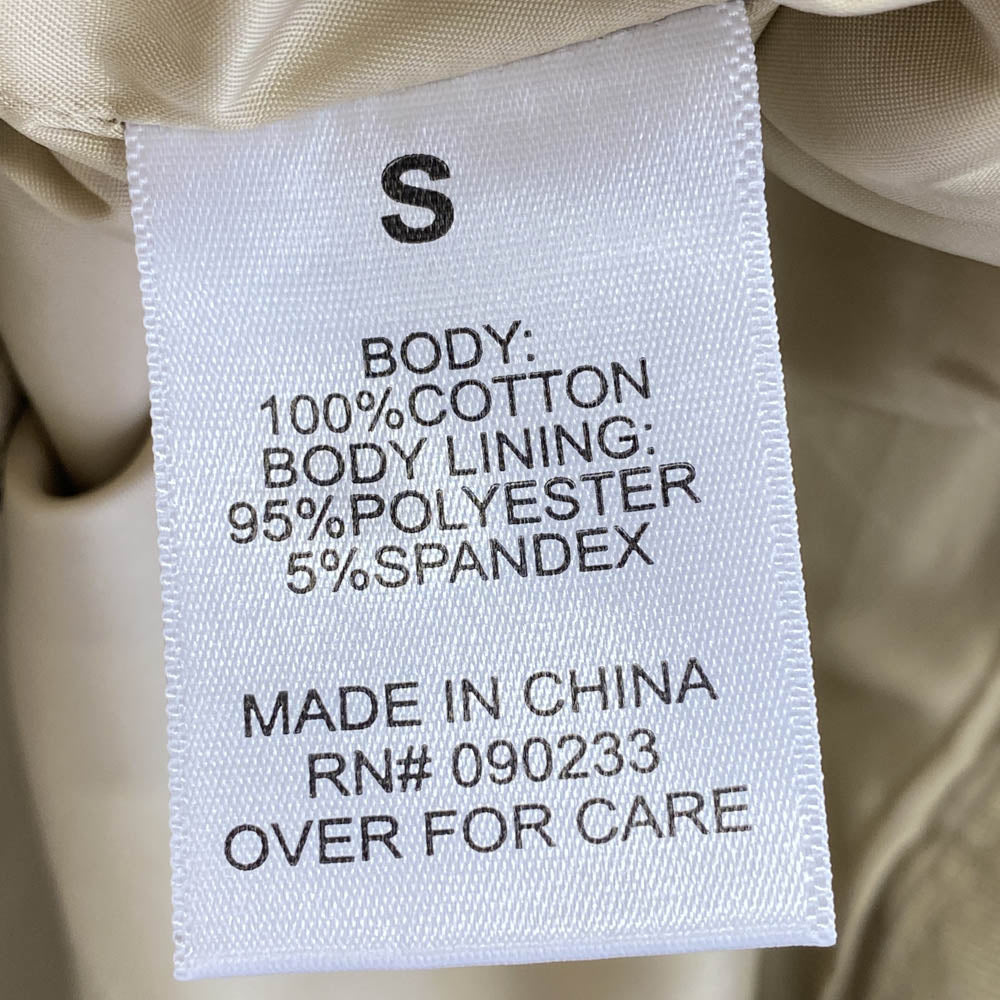 S
BODY:
100%COTTON
BODY LINING:
95%POLYESTER
5%SPANDEX
MADE IN CHINA
RN# 090233
OVER FOR CARE